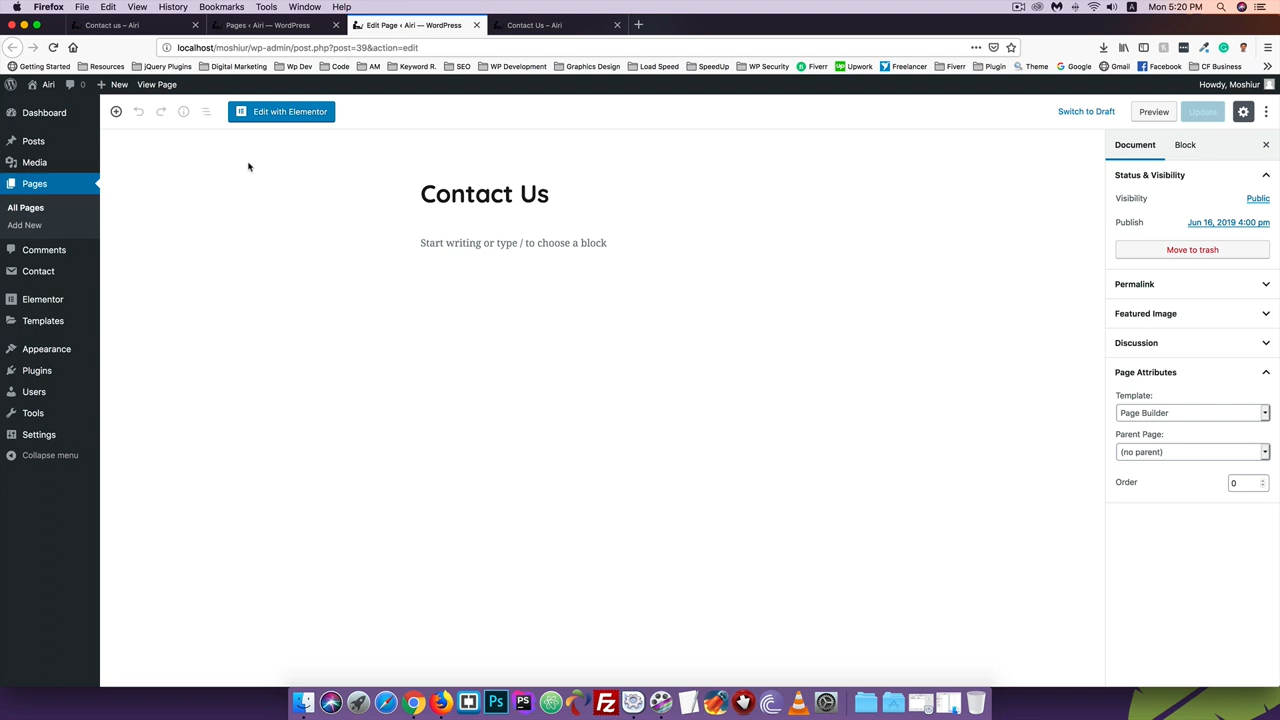 Firefox File Edit View History Bookmarks Tools Window Help Mon 5:20 PM
Contact us – Airi Pages ‹ Airi — WordPress Edit Page ‹ Airi — WordPress Contact Us – Airi
localhost/moshiur/wp-admin/post.php?post=39&action=edit
Getting Started Resources jQuery Plugins Digital Marketing Wp Dev Code AM Keyword R. SEO WP Development Graphics Design Load Speed SpeedUp WP Security Fiverr Upwork Freelancer Fiverr Plugin Theme Google Gmail Facebook CF Business
Airi 0 New View Page Howdy, Moshiur
Edit with Elementor Switch to Draft Preview Update
Dashboard
Posts
Media
Pages
All Pages
Add New
Comments
Contact
Elementor
Templates
Appearance
Plugins
Users
Tools
Settings
Collapse menu
Contact Us
Start writing or type / to choose a block
Document Block
Status & Visibility
Visibility Public
Publish Jun 16, 2019 4:00 pm
Move to trash
Permalink
Featured Image
Discussion
Page Attributes
Template:
Page Builder
Parent Page:
(no parent)
Order 0